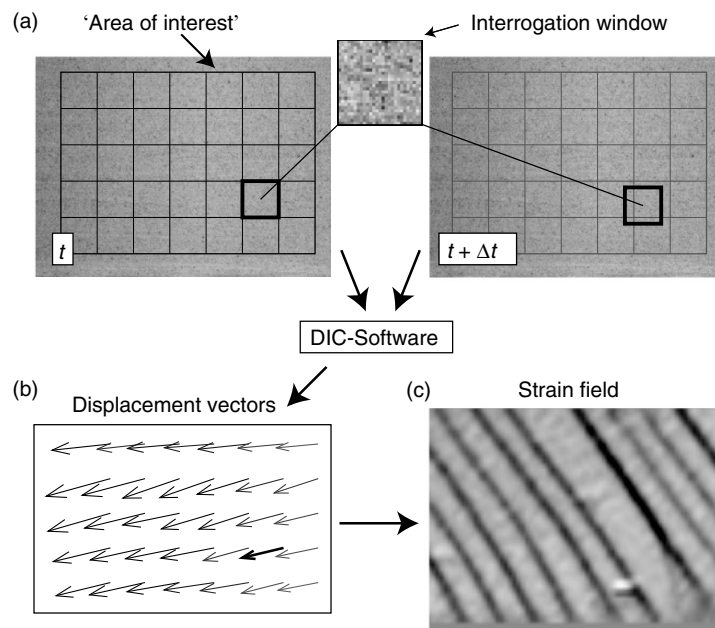 (a)
'Area of interest'
Interrogation window
t
t + Δt
DIC-Software
(b)
Displacement vectors
(c)
Strain field